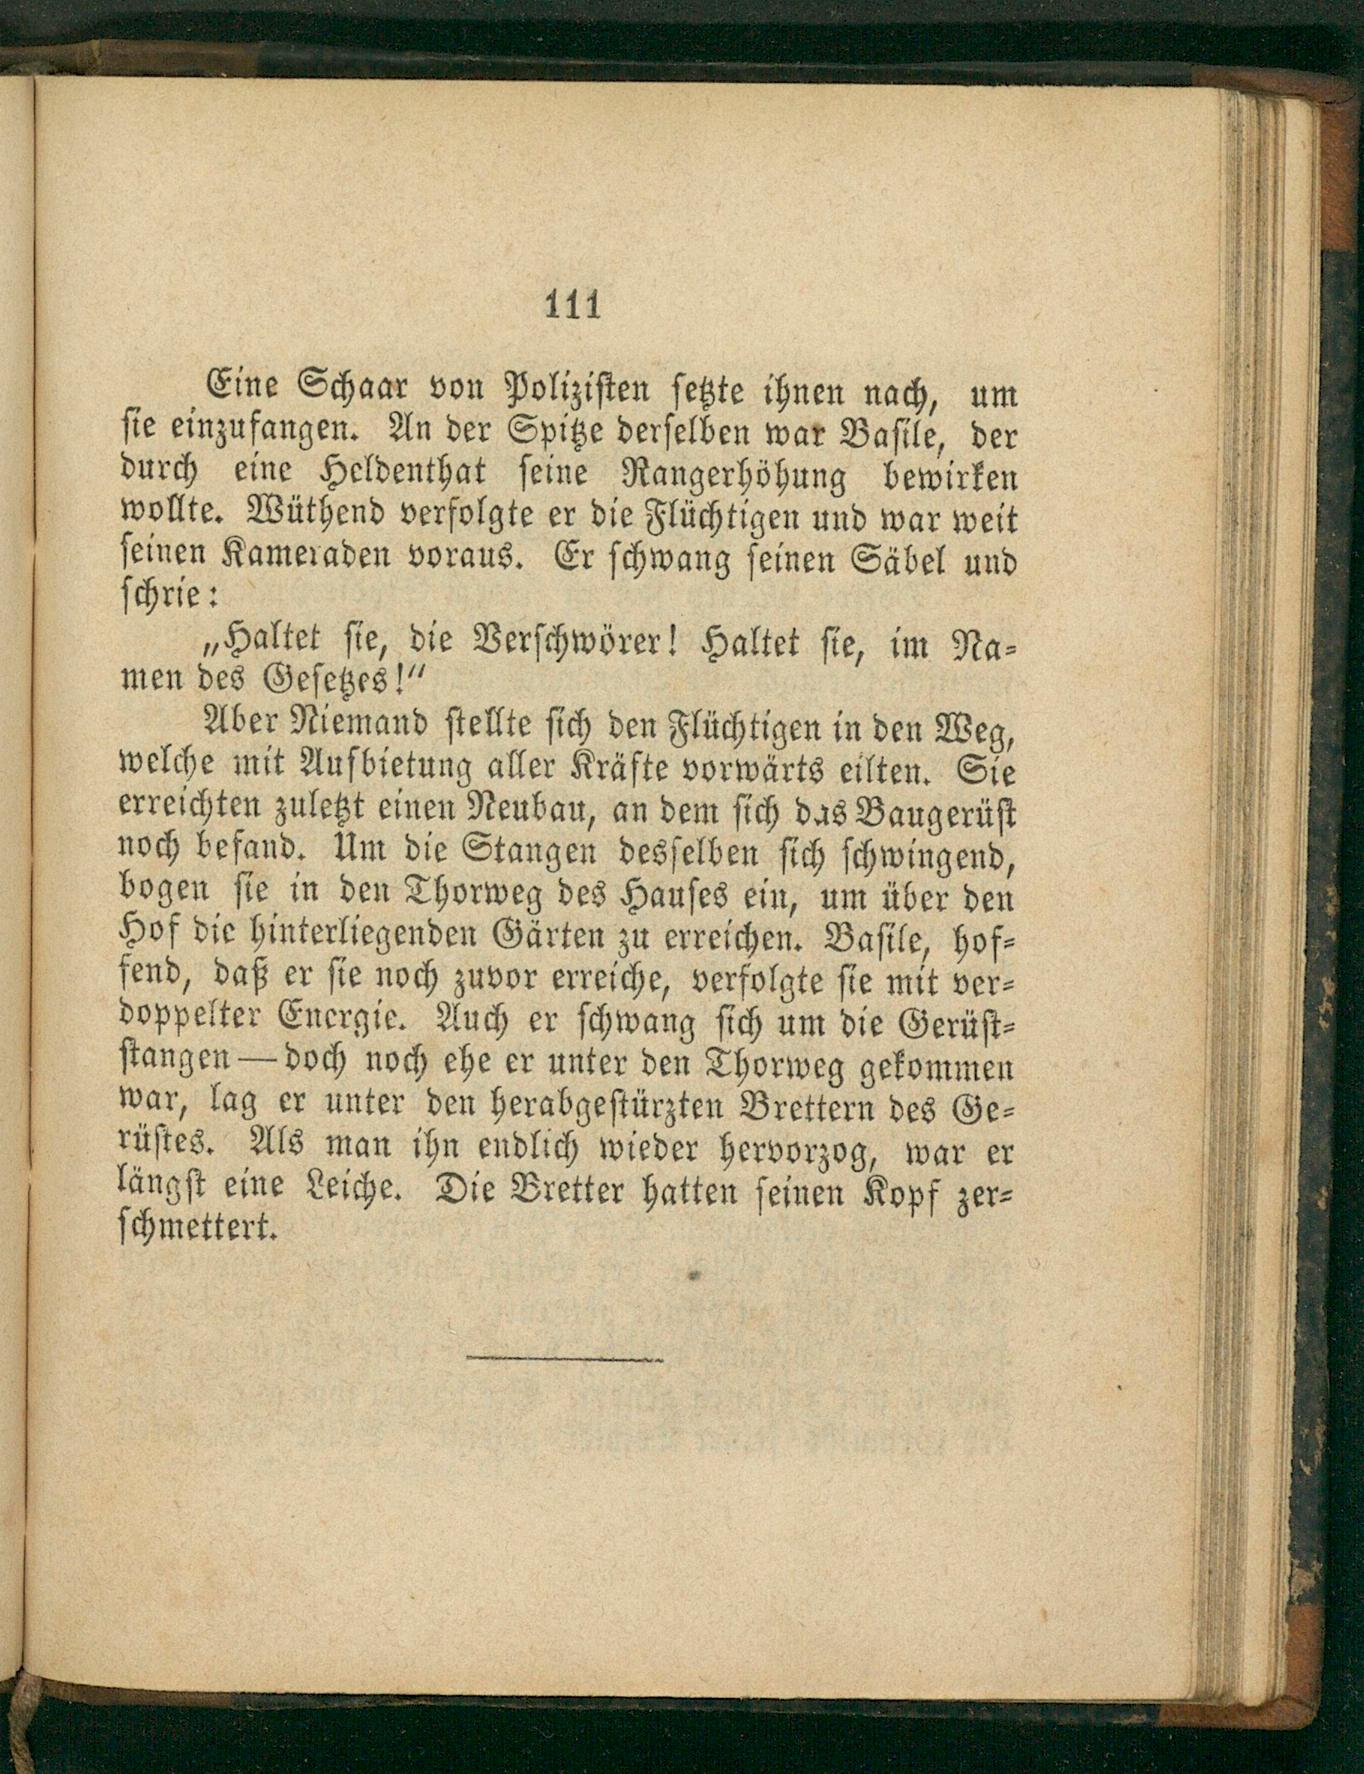 111
Eine Schaar von Polizisten setzte ihnen nach, um
sie einzufangen. An der Spitze derselben war Basile, der
durch eine Heldenthat seine Rangerhöhung bewirken
wollte. Wüthend verfolgte er die Flüchtigen und war weit
seinen Kameraden voraus. Er schwang seinen Säbel und
schrie:
„Haltet sie, die Verschwörer! Haltet sie, im Na-
men des Gesetzes!“
Aber Niemand stellte sich den Flüchtigen in den Weg,
welche mit Aufbietung aller Kräfte vorwärts eilten. Sie
erreichten zuletzt einen Neubau, an dem sich das Baugerüst
noch befand. Um die Stangen desselben sich schwingend,
bogen sie in den Thorweg des Hauses ein, um über den
Hof die hinterliegenden Gärten zu erreichen. Basile, hof-
fend, daß er sie noch zuvor erreiche, verfolgte sie mit ver-
doppelter Energie. Auch er schwang sich um die Gerüst-
stangen — doch noch ehe er unter den Thorweg gekommen
war, lag er unter den herabgestürzten Brettern des Ge-
rüstes. Als man ihn endlich wieder hervorzog, war er
längst eine Leiche. Die Bretter hatten seinen Kopf zer-
schmettert.